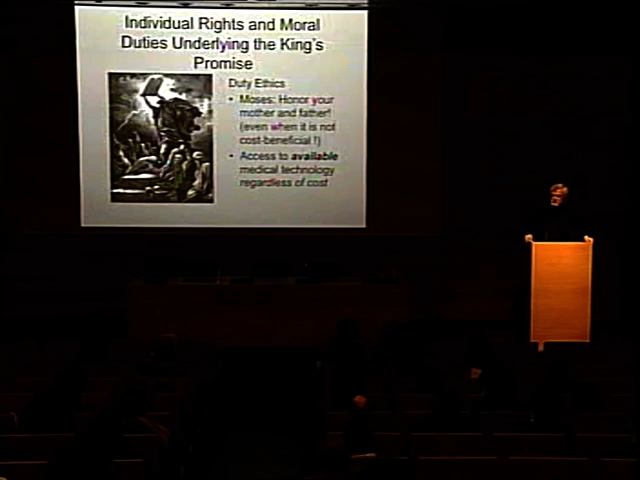 Individual Rights and Moral
Duties Underlying the King's
Promise
Duty Ethics
• Moses: Honor your
mother and father!
(even when it is not
cost-beneficial !)
• Access to available
medical technology
regardless of cost